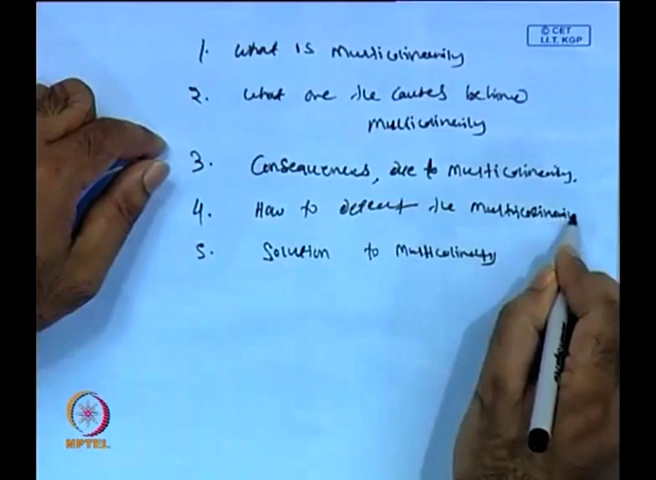 © CET
I.I.T. KGP
1. What is Multicolinearity
2. What are the causes behind
Multicolinearity
3. Consequences, due to Multicolinearity.
4. How to detect the Multicolinearity
5. Solution to Multicolinearity
NPTEL